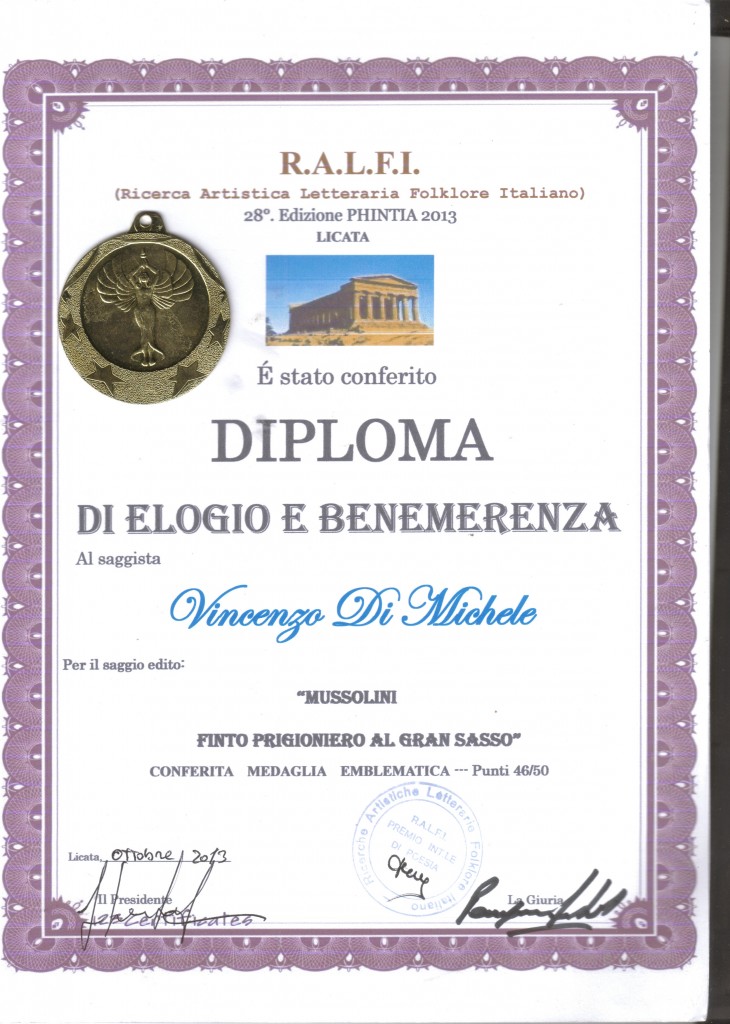 R.A.L.F.I.
(Ricerca Artistica Letteraria Folklore Italiano)
28°. Edizione PHINTIA 2013
LICATA
É stato conferito
DIPLOMA
DI ELOGIO E BENEMERENZA
Al saggista
Vincenzo Di Michele
Per il saggio edito:
“MUSSOLINI
FINTO PRIGIONIERO AL GRAN SASSO”
CONFERITA MEDAGLIA EMBLEMATICA --- Punti 46/50
Ricerche Artistiche Letterarie Folklore Italiano
R.A.L.F.I.
PREMIO INT.LE
DI POESIA
Licata, ottobre / 2013
Il Presidente
La Giuria